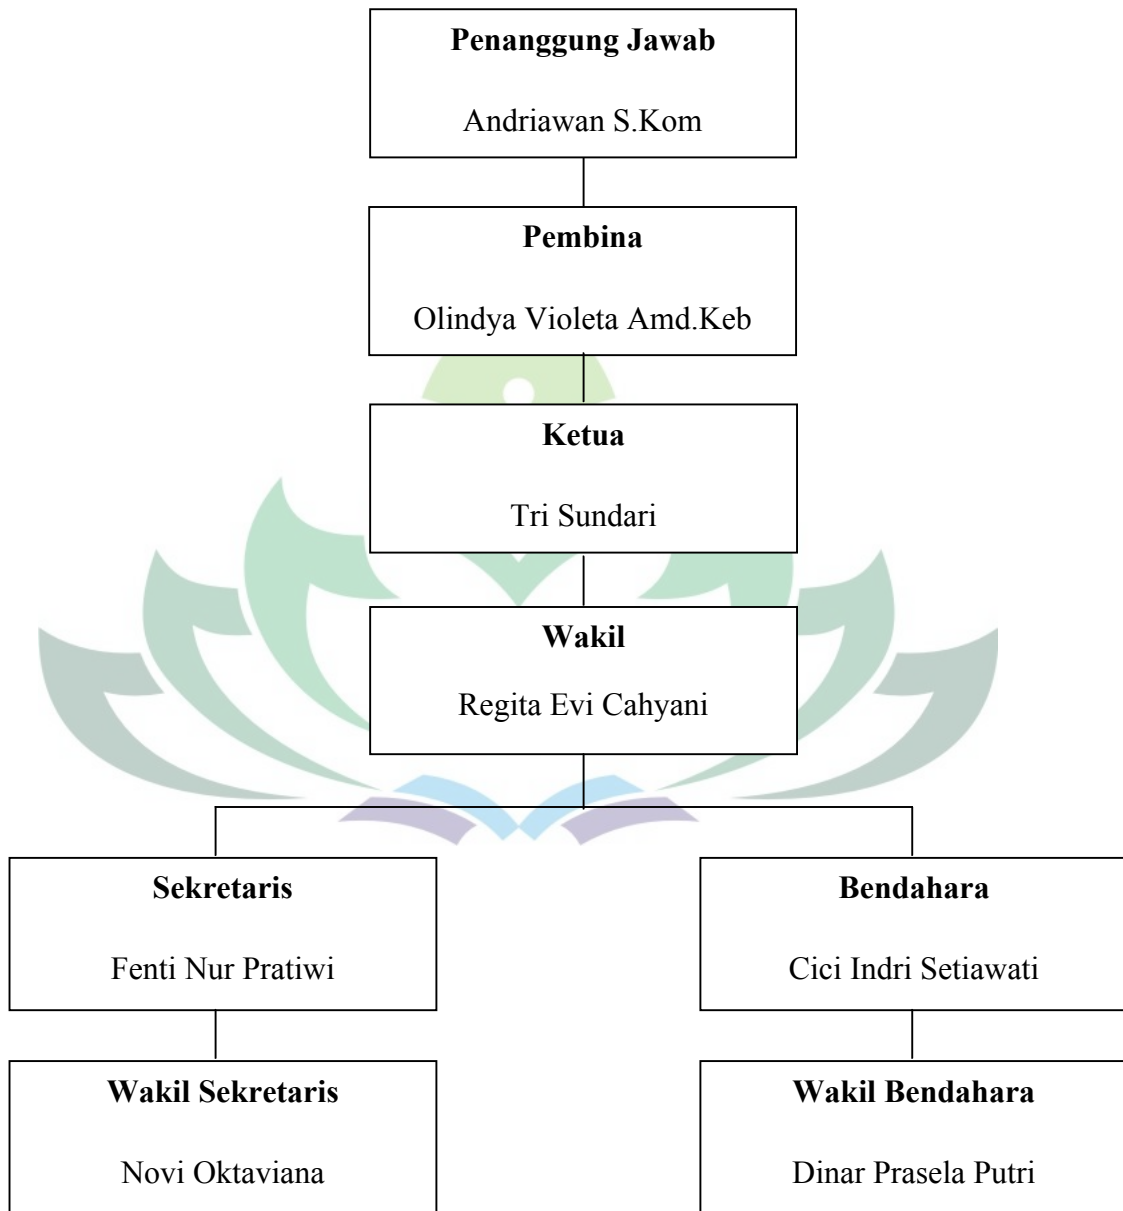 Penanggung Jawab
Andriawan S.Kom
Pembina
Olindya Violeta Amd.Keb
Ketua
Tri Sundari
Wakil
Regita Evi Cahyani
Sekretaris
Fenti Nur Pratiwi
Bendahara
Cici Indri Setiawati
Wakil Sekretaris
Novi Oktaviana
Wakil Bendahara
Dinar Prasela Putri